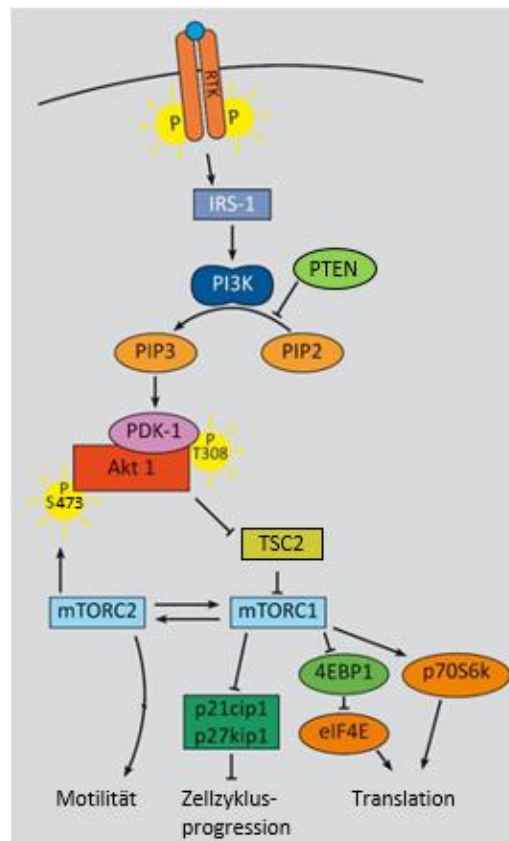 RTK
P P
IRS-1
PTEN
PI3K
PIP3 PIP2
PDK-1
P
T308
Akt 1
P
S473
TSC2
mTORC2 mTORC1
4EBP1 p70S6k
p21cip1
p27kip1
eIF4E
Motilität Zellzyklus- Translation
progression